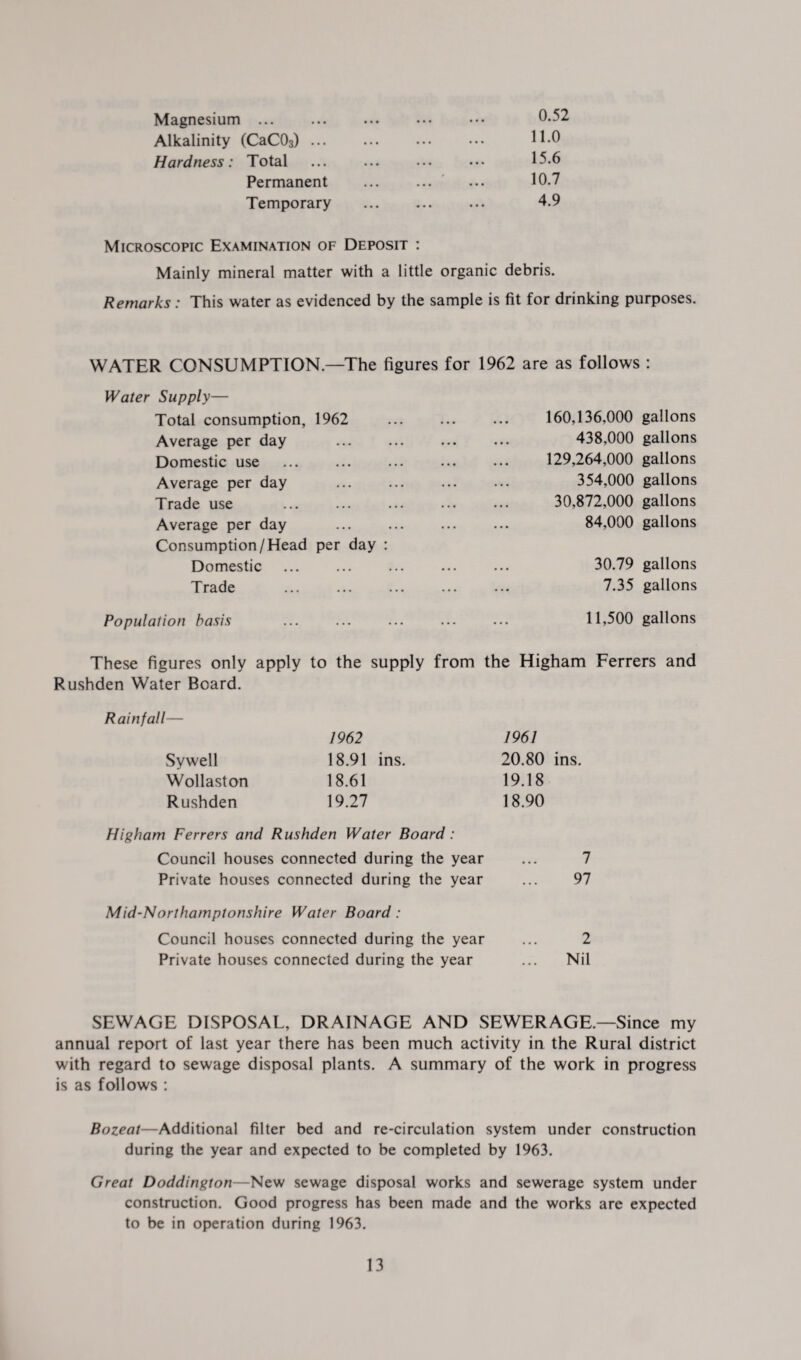 Magnesium ... ... ... ... ... 0.52
Alkalinity (CaCO₃) ... ... ... ... 11.0
Hardness : Total ... ... ... ... 15.6
Permanent ... ... ... 10.7
Temporary ... ... ... 4.9
Microscopic Examination of Deposit :
Mainly mineral matter with a little organic debris.
Remarks : This water as evidenced by the sample is fit for drinking purposes.
WATER CONSUMPTION.—The figures for 1962 are as follows :
Water Supply—
Total consumption, 1962 ... ... ... 160,136,000 gallons
Average per day ... ... ... ... 438,000 gallons
Domestic use ... ... ... ... ... 129,264,000 gallons
Average per day ... ... ... ... 354,000 gallons
Trade use ... ... ... ... ... 30,872,000 gallons
Average per day ... ... ... ... 84,000 gallons
Consumption/Head per day :
Domestic ... ... ... ... ... 30.79 gallons
Trade ... ... ... ... ... 7.35 gallons
Population basis ... ... ... ... ... 11,500 gallons
These figures only apply to the supply from the Higham Ferrers and
Rushden Water Board.
Rainfall—
1962 1961
Sywell 18.91 ins. 20.80 ins.
Wollaston 18.61 19.18
Rushden 19.27 18.90
Higham Ferrers and Rushden Water Board :
Council houses connected during the year ... 7
Private houses connected during the year ... 97
Mid-Northamptonshire Water Board :
Council houses connected during the year ... 2
Private houses connected during the year ... Nil
SEWAGE DISPOSAL, DRAINAGE AND SEWERAGE.—Since my
annual report of last year there has been much activity in the Rural district
with regard to sewage disposal plants. A summary of the work in progress
is as follows :
Bozeat—Additional filter bed and re-circulation system under construction
during the year and expected to be completed by 1963.
Great Doddington—New sewage disposal works and sewerage system under
construction. Good progress has been made and the works are expected
to be in operation during 1963.
13